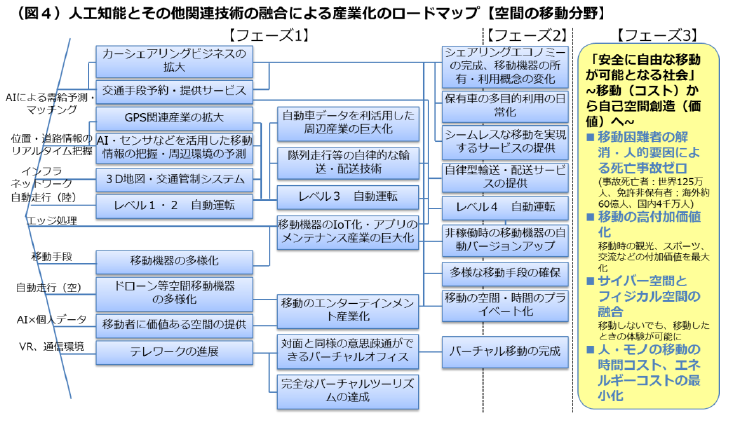 （図４）人工知能とその他関連技術の融合による産業化のロードマップ【空間の移動分野】
【フェーズ1】
【フェーズ2】
【フェーズ3】
AIによる需給予測・
マッチング
位置・道路情報の
リアルタイム把握
インフラ
ネットワーク
自動走行（陸）
エッジ処理
移動手段
自動走行（空）
AI×個人データ
VR、通信環境
カーシェアリングビジネスの
拡大
交通手段予約・提供サービス
GPS関連産業の拡大
AI・センサなどを活用した移動
情報の把握・周辺環境の予測
３Ｄ地図・交通管制システム
レベル１・２　自動運転
移動機器の多様化
ドローン等空間移動機器
の多様化
移動者に価値ある空間の提供
テレワークの進展
自動車データを利活用した
周辺産業の巨大化
隊列走行等の自律的な輸
送・配送技術
レベル３　自動運転
移動機器のIoT化・アプリの
メンテナンス産業の巨大化
移動のエンターテインメント
産業化
対面と同様の意思疎通がで
きるバーチャルオフィス
完全なバーチャルツーリズ
ムの達成
シェアリングエコノミー
の完成、移動機器の所
有・利用概念の変化
保有車の多目的利用の日
常化
シームレスな移動を実現
するサービスの提供
自律型輸送・配送サービス
の提供
レベル４　自動運転
非稼働時の移動機器の自
動バージョンアップ
多様な移動手段の確保
移動の空間・時間のプラ
イベート化
バーチャル移動の完成
「安全に自由な移動
が可能となる社会」
~移動（コスト）か
ら自己空間創造（価
値）へ~
■ 移動困難者の解
消・人的要因によ
る死亡事故ゼロ
（事故死亡者：世界125万
人、免許非保有者：海外約
60億人、国内4千万人）
■ 移動の高付加価値
化
移動時の観光、スポーツ、
交流などの付加価値を最大
化
■ サイバー空間と
フィジカル空間の
融合
移動しないでも、移動した
ときの体験が可能に
■ 人・モノの移動の
時間コスト、エネ
ルギーコストの最
小化